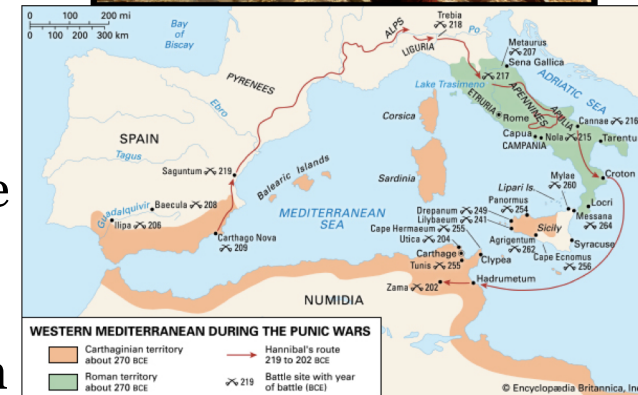 0 100 200 mi
0 100 200 300 km
Bay
of
Biscay
ALPS
LIGURIA
Trebia
218
Po
Metaurus
207
Sena Gallica
217
Lake Trasimeno
ADRIATIC SEA
PYRENEES
Ebro
ETRURIA
APENNINES
APULIA
Rome
Cannae 216
Capua
Nola 215
CAMPANIA
Tarentu
Corsica
SPAIN
Tagus
Saguntum 219
Balearic Islands
Sardinia
Croton
Mylae
260
Lipari Is.
Panormus
254
Locri
Messana
264
Guadalquivir
Baecula 208
Ilipa 206
MEDITERRANEAN
SEA
Drepanum 249
Lilybaeum 241
Cape Hermaeum 255
Utica 204
Sicily
Agrigentum
262
Syracuse
Carthago Nova
209
Carthage
Tunis 255
Clypea
Cape Ecnomus
256
Zama 202
Hadrumetum
NUMIDIA
WESTERN MEDITERRANEAN DURING THE PUNIC WARS
Carthaginian territory
about 270 BCE
Hannibal's route
219 to 202 BCE
Roman territory
about 270 BCE
219
Battle site with year
of battle (BCE)
© Encyclopædia Britannica, Inc
e
n